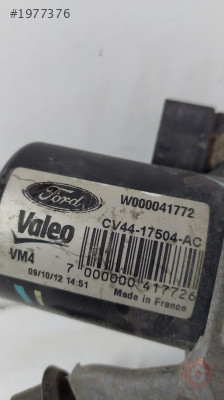 #1977376
Ford
W000041772
Valeo
CV44-17504-AC
VM4
7 000000 417726
09/10/12 14:51
Made in France